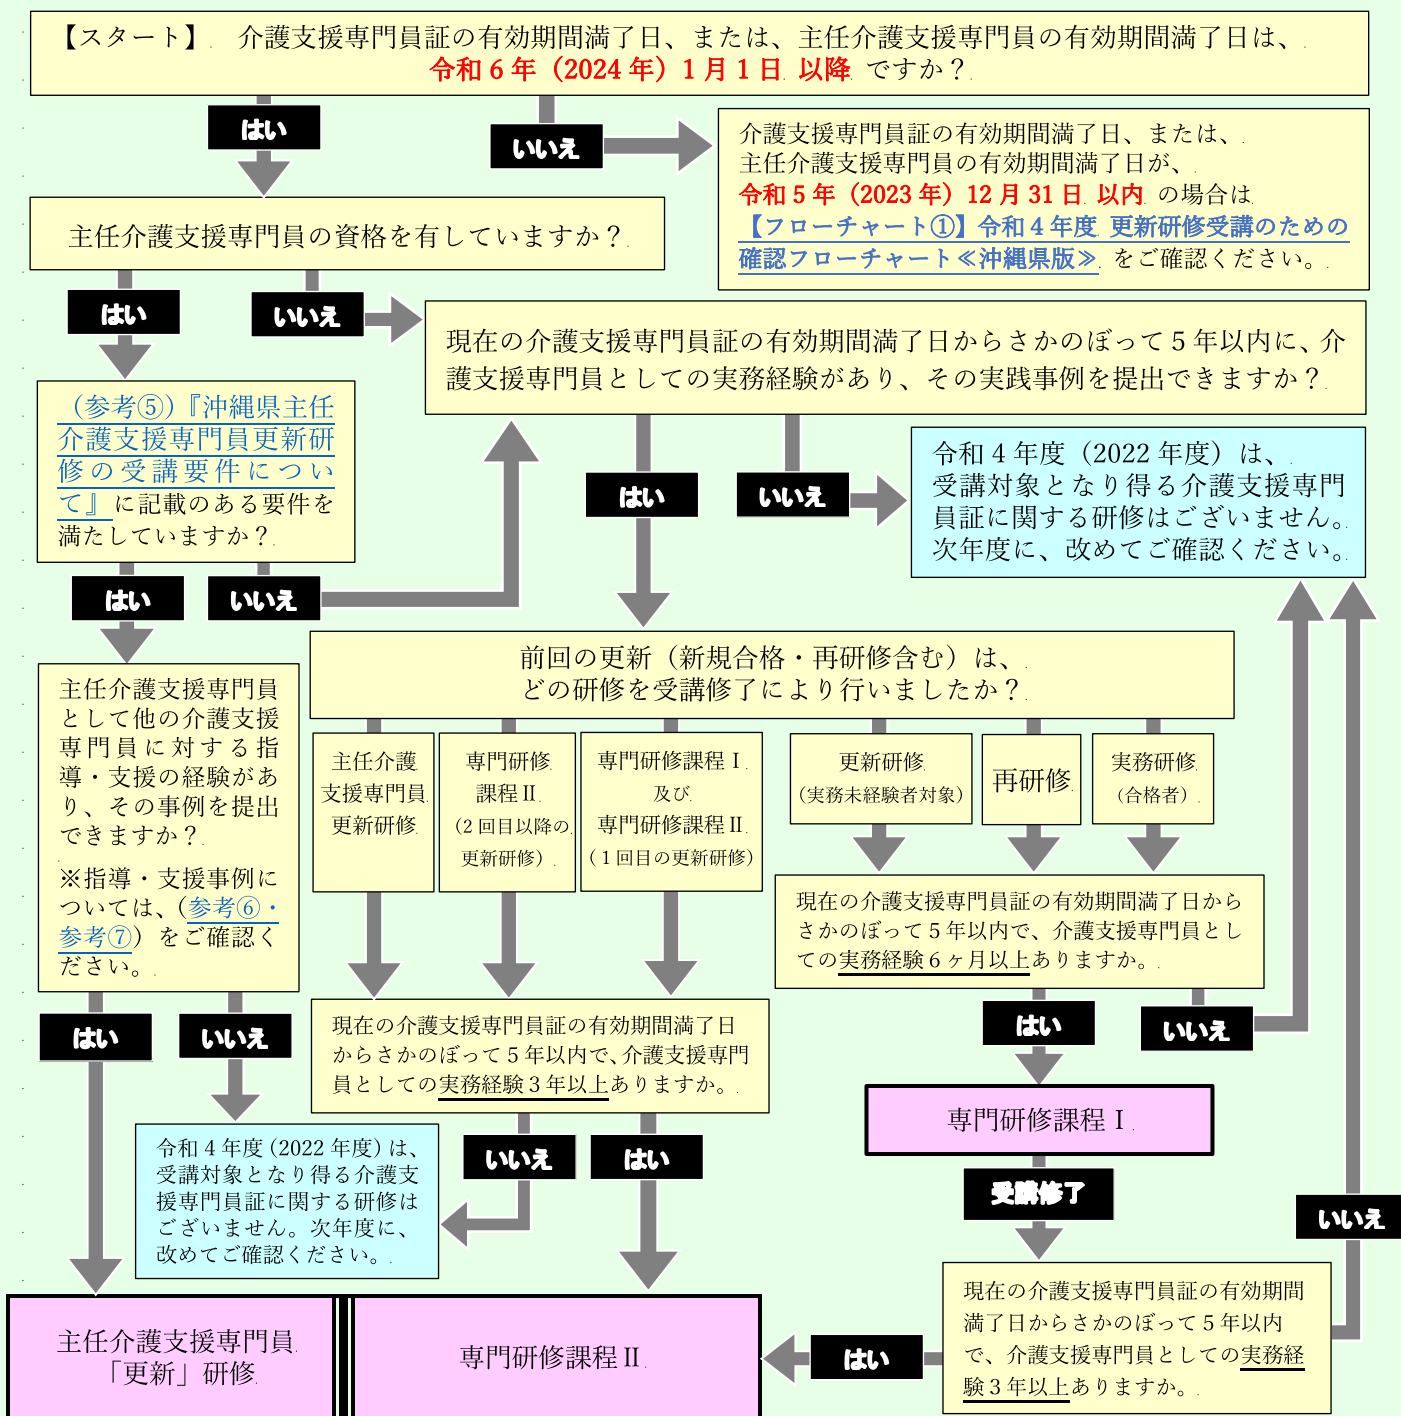 【スタート】 介護支援専門員証の有効期間満了日、または、主任介護支援専門員の有効期間満了日は、
令和6年（2024年）1月1日 以降 ですか？
はい
いいえ
介護支援専門員証の有効期間満了日、または、
主任介護支援専門員の有効期間満了日が、
令和5年（2023年）12月31日 以内 の場合は
【フローチャート①】令和4年度 更新研修受講のための
確認フローチャート≪沖縄県版≫ をご確認ください。
主任介護支援専門員の資格を有していますか？
はい
いいえ
現在の介護支援専門員証の有効期間満了日からさかのぼって5年以内に、介
護支援専門員としての実務経験があり、その実践事例を提出できますか？
（参考⑤）『沖縄県主任
介護支援専門員更新研
修の受講要件につい
て』に記載のある要件を
満たしていますか？
はい
いいえ
はい
いいえ
令和4年度（2022年度）は、
受講対象となり得る介護支援専門
員証に関する研修はございません。
次年度に、改めてご確認ください。
前回の更新（新規合格・再研修含む）は、
どの研修を受講修了により行いましたか？
主任介護支援専門員
として他の介護支援
専門員に対する指
導・支援の経験があ
り、その事例を提出
できますか？
※指導・支援事例に
ついては、（参考⑥・
参考⑦）をご確認く
ださい。
主任介護
支援専門員
更新研修
専門研修
課程Ⅱ
（2回目以降の
更新研修）
専門研修課程Ⅰ
及び
専門研修課程Ⅱ
（1回目の更新研修）
更新研修
（実務未経験者対象）
再研修
実務研修
（合格者）
現在の介護支援専門員証の有効期間満了日から
さかのぼって5年以内で、介護支援専門員とし
ての実務経験6ヶ月以上ありますか。
はい
いいえ
はい
いいえ
現在の介護支援専門員証の有効期間満了日
からさかのぼって5年以内で、介護支援専門
員としての実務経験3年以上ありますか。
いいえ
はい
専門研修課程Ⅰ
受講修了
令和4年度（2022年度）は、
受講対象となり得る介護支
援専門員証に関する研修は
ございません。次年度に、
改めてご確認ください。
いいえ
現在の介護支援専門員証の有効期間
満了日からさかのぼって5年以内
で、介護支援専門員としての実務経
験3年以上ありますか。
はい
主任介護支援専門員
「更新」研修
専門研修課程Ⅱ